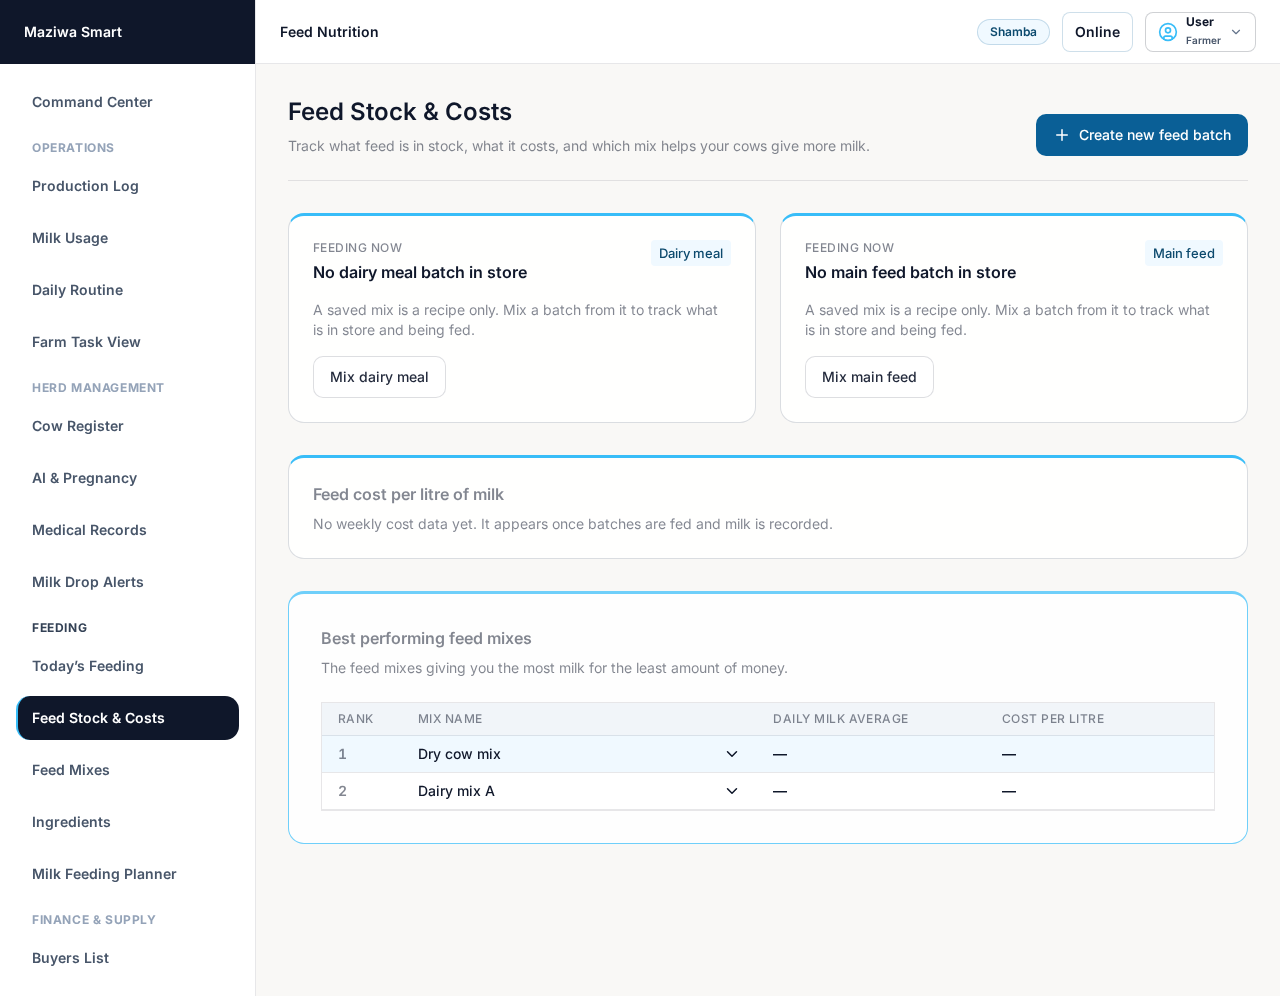 Maziwa Smart
Feed Nutrition
Shamba
Online
User
Farmer
Command Center
OPERATIONS
Production Log
Milk Usage
Daily Routine
Farm Task View
HERD MANAGEMENT
Cow Register
AI & Pregnancy
Medical Records
Milk Drop Alerts
FEEDING
Today’s Feeding
Feed Stock & Costs
Feed Mixes
Ingredients
Milk Feeding Planner
FINANCE & SUPPLY
Buyers List
Feed Stock & Costs
Track what feed is in stock, what it costs, and which mix helps your cows give more milk.
Create new feed batch
FEEDING NOW
Dairy meal
No dairy meal batch in store
A saved mix is a recipe only. Mix a batch from it to track what
is in store and being fed.
Mix dairy meal
FEEDING NOW
Main feed
No main feed batch in store
A saved mix is a recipe only. Mix a batch from it to track what
is in store and being fed.
Mix main feed
Feed cost per litre of milk
No weekly cost data yet. It appears once batches are fed and milk is recorded.
Best performing feed mixes
The feed mixes giving you the most milk for the least amount of money.
RANK MIX NAME DAILY MILK AVERAGE COST PER LITRE
1 Dry cow mix — —
2 Dairy mix A — —